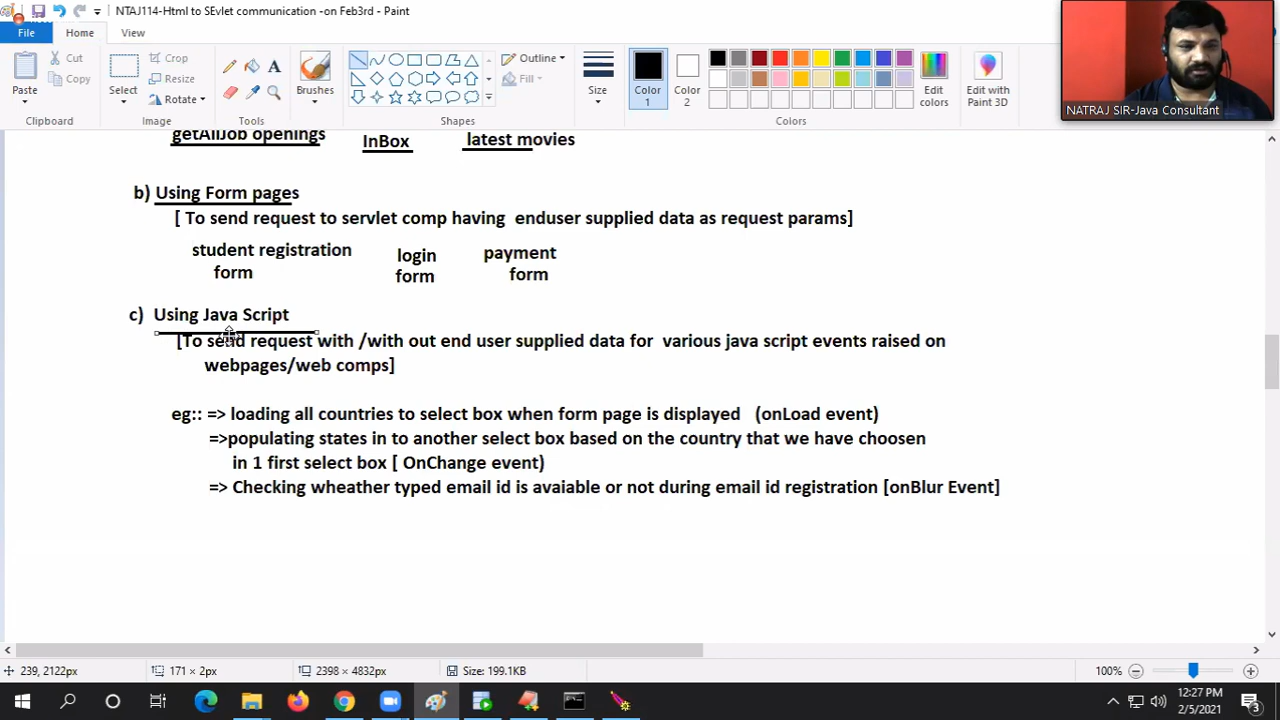 NTAJ114-Html to SEvlet communication -on Feb3rd - Paint
File Home View
Paste Cut Copy Clipboard
Select Crop Resize Rotate Image
Tools
Brushes
Outline Fill Shapes
Size
Color 1 Color 2 Edit colors Colors
Edit with Paint 3D
NATRAJ SIR-Java Consultant
getAllJob openings InBox latest movies
b) Using Form pages
[ To send request to servlet comp having enduser supplied data as request params]
student registration form
login form
payment form
c) Using Java Script
[To send request with /with out end user supplied data for various java script events raised on
webpages/web comps]
eg:: => loading all countries to select box when form page is displayed (onLoad event)
=>populating states in to another select box based on the country that we have choosen
in 1 first select box [ OnChange event)
=> Checking wheather typed email id is avaiable or not during email id registration [onBlur Event]
239, 2122px 171 × 2px 2398 × 4832px Size: 199.1KB 100%
12:27 PM
2/5/2021
3